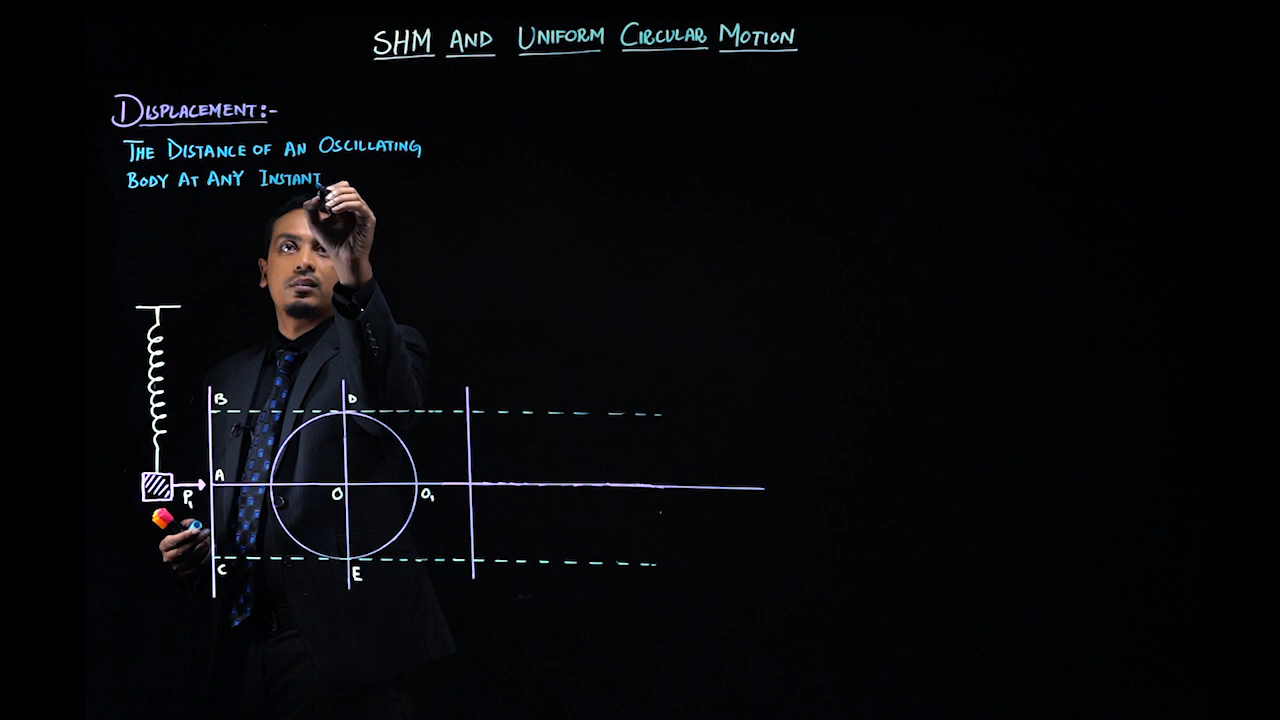 SHM AND UNIFORM CIRCULAR MOTION
DISPLACEMENT:-
THE DISTANCE OF AN OSCILLATING
BODY AT ANY INSTANT
B
D
A
P₁
O
O₁
C
E